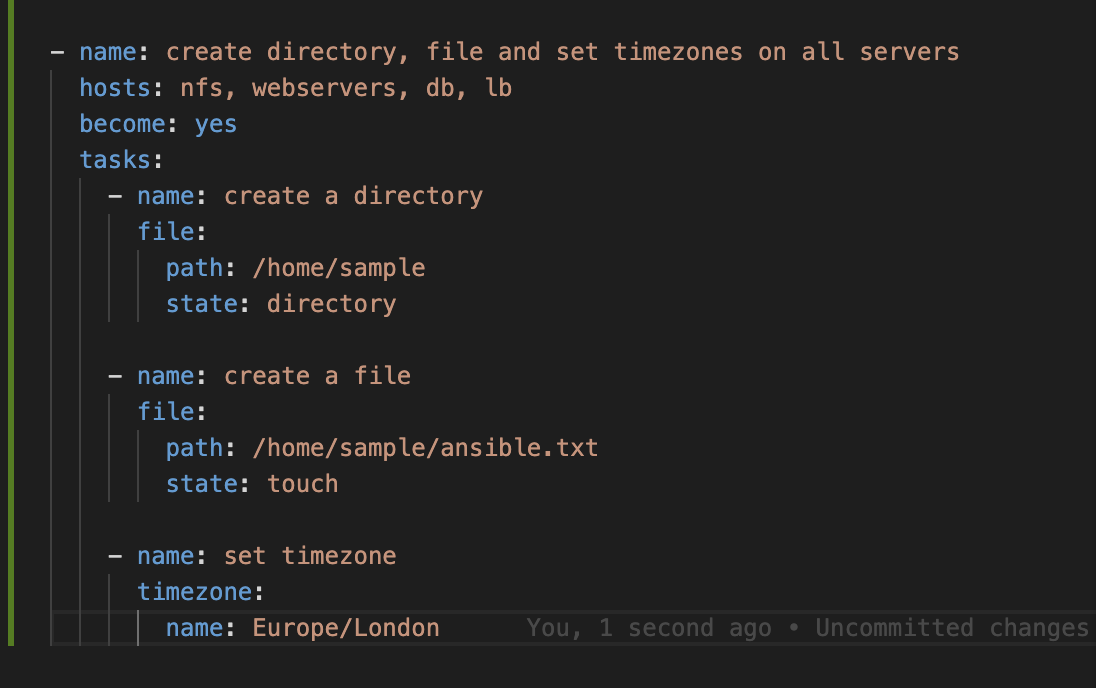 - name: create directory, file and set timezones on all servers
hosts: nfs, webservers, db, lb
become: yes
tasks:
- name: create a directory
file:
path: /home/sample
state: directory
- name: create a file
file:
path: /home/sample/ansible.txt
state: touch
- name: set timezone
timezone:
name: Europe/London You, 1 second ago • Uncommitted changes